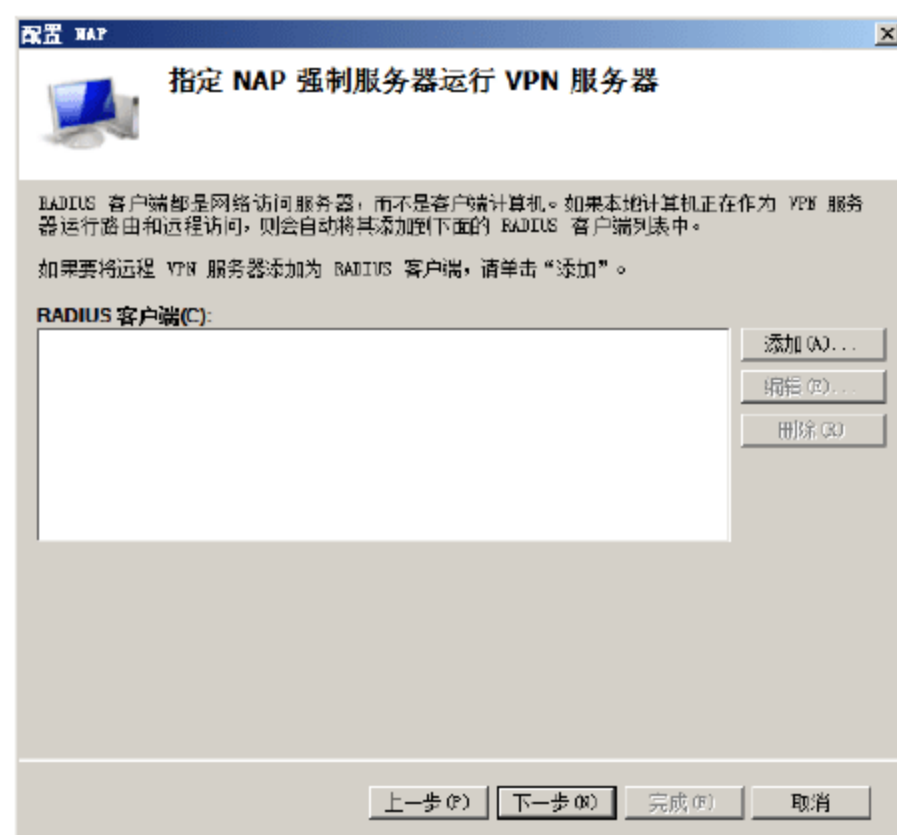 配置 NAP
指定 NAP 强制服务器运行 VPN 服务器
RADIUS 客户端都是网络访问服务器，而不是客户端计算机。如果本地计算机正在作为 VPN 服务
器运行路由和远程访问，则会自动将其添加到下面的 RADIUS 客户端列表中。
如果要将远程 VPN 服务器添加为 RADIUS 客户端，请单击“添加”。
RADIUS 客户端(C):
添加(A)...
编辑(E)...
删除(R)
上一步(P)
下一步(N)
完成(F)
取消